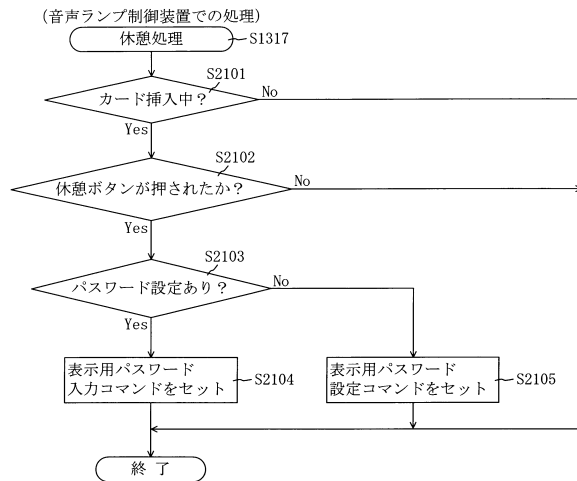 (音声ランプ制御装置での処理)
休憩処理
S1317
S2101
カード挿入中？
No
Yes
S2102
休憩ボタンが押されたか？
No
Yes
S2103
パスワード設定あり？
No
Yes
表示用パスワード
入力コマンドをセット
S2104
表示用パスワード
設定コマンドをセット
S2105
終 了